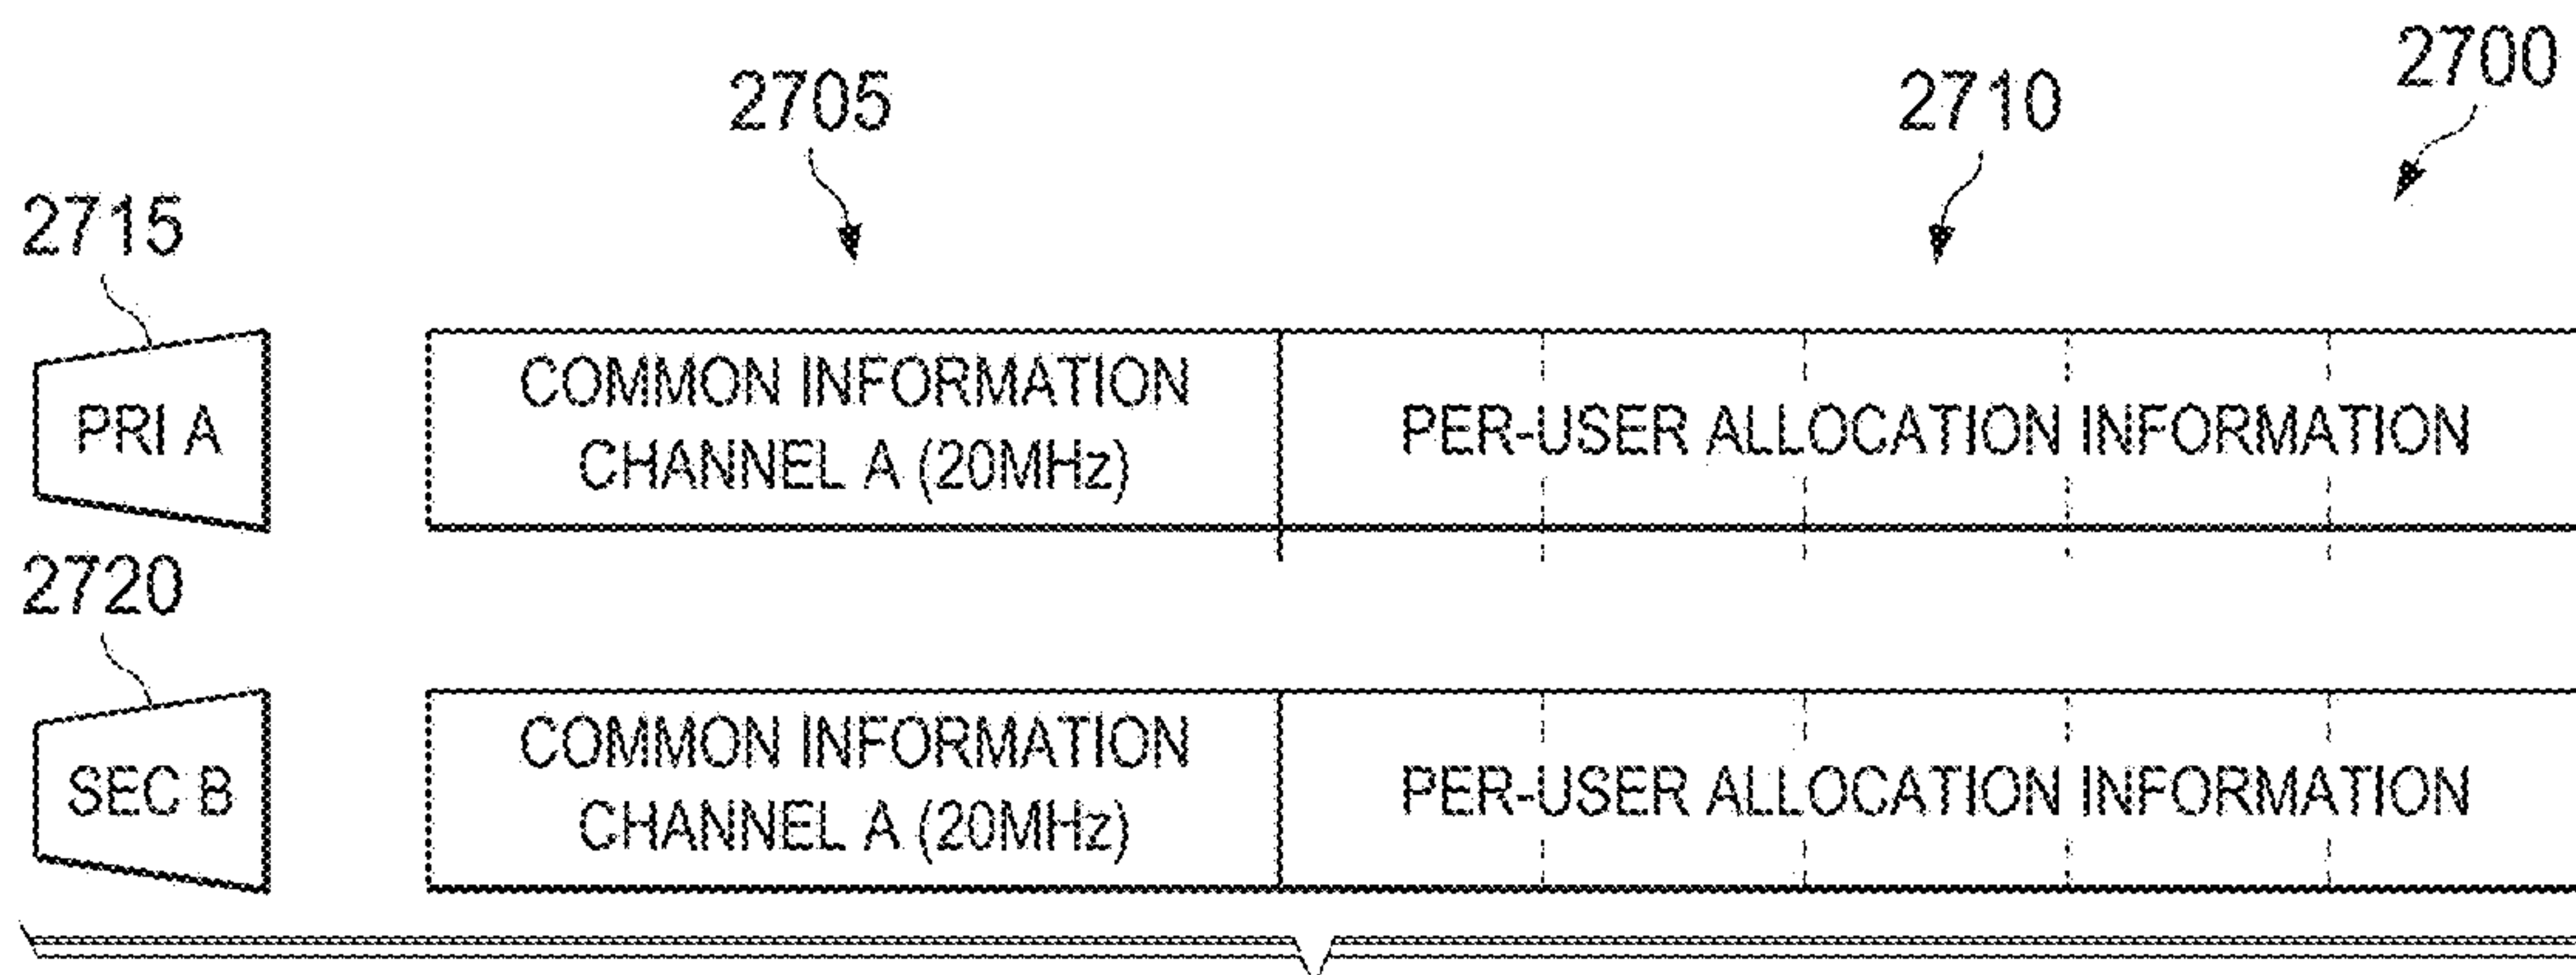 2700
2705
2710
2715
PRI A
COMMON INFORMATION
CHANNEL A (20MHz)
PER-USER ALLOCATION INFORMATION
2720
SEC B
COMMON INFORMATION
CHANNEL A (20MHz)
PER-USER ALLOCATION INFORMATION